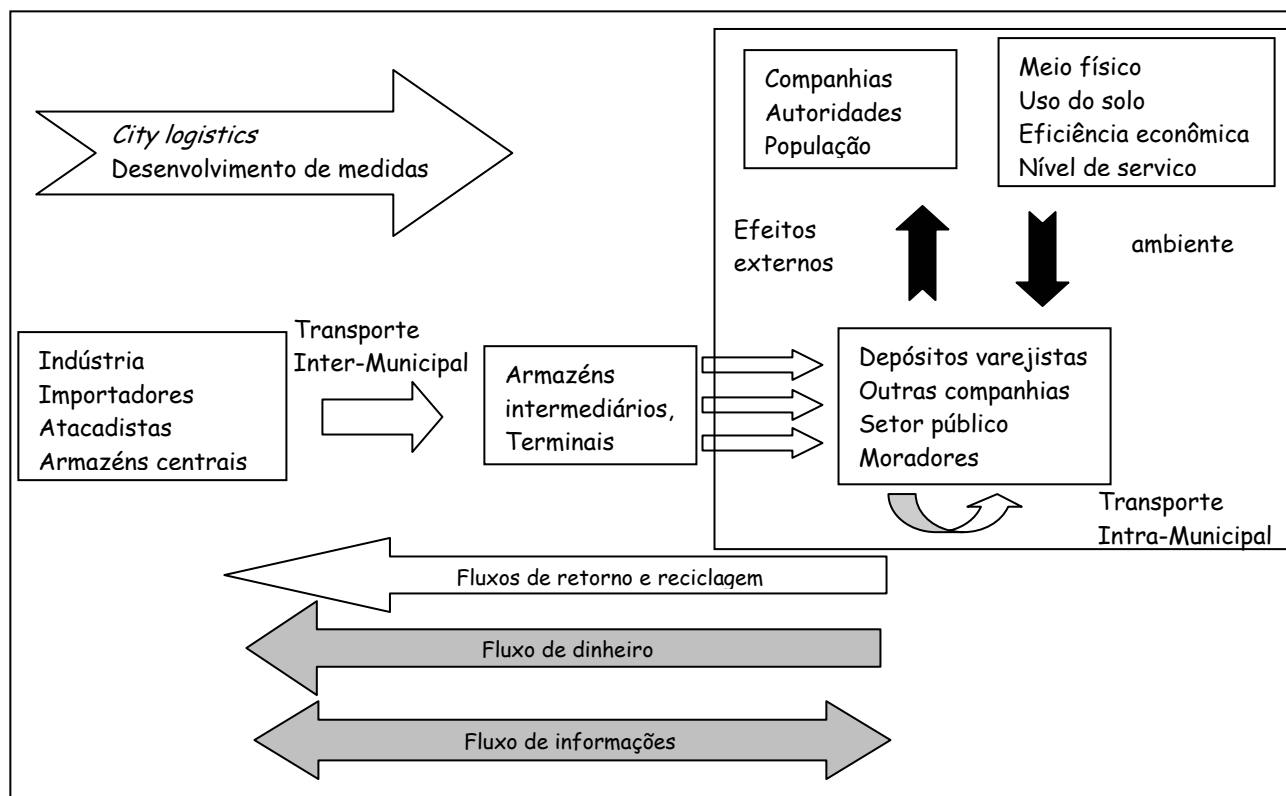 City logistics
Desenvolvimento de medidas
Companhias
Autoridades
População
Meio físico
Uso do solo
Eficiência econômica
Nível de servico
Efeitos
externos
ambiente
Indústria
Importadores
Atacadistas
Armazéns centrais
Transporte
Inter-Municipal
Armazéns
intermediários,
Terminais
Depósitos varejistas
Outras companhias
Setor público
Moradores
Transporte
Intra-Municipal
Fluxos de retorno e reciclagem
Fluxo de dinheiro
Fluxo de informações